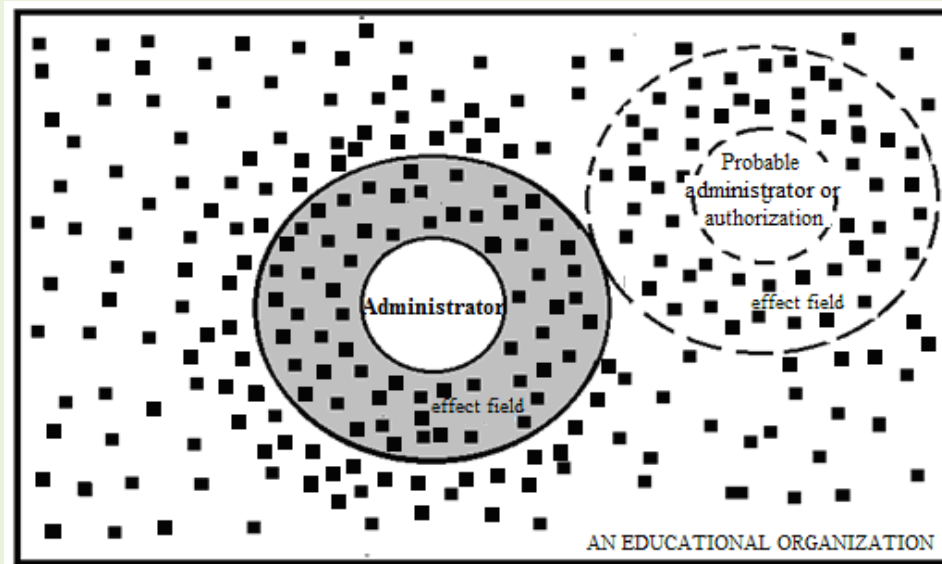 Probable
administrator or
authorization
effect field
Administrator
effect field
AN EDUCATIONAL ORGANIZATION